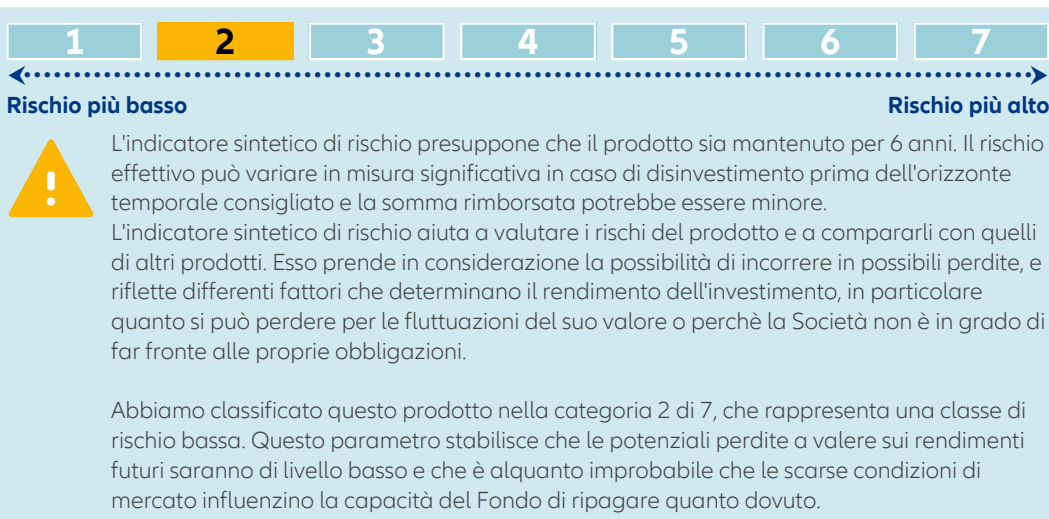 1 2 3 4 5 6 7
Rischio più basso Rischio più alto
L'indicatore sintetico di rischio presuppone che il prodotto sia mantenuto per 6 anni. Il rischio
effettivo può variare in misura significativa in caso di disinvestimento prima dell'orizzonte
temporale consigliato e la somma rimborsata potrebbe essere minore.
L'indicatore sintetico di rischio aiuta a valutare i rischi del prodotto e a compararli con quelli
di altri prodotti. Esso prende in considerazione la possibilità di incorrere in possibili perdite, e
riflette differenti fattori che determinano il rendimento dell'investimento, in particolare
quanto si può perdere per le fluttuazioni del suo valore o perchè la Società non è in grado di
far fronte alle proprie obbligazioni.
Abbiamo classificato questo prodotto nella categoria 2 di 7, che rappresenta una classe di
rischio bassa. Questo parametro stabilisce che le potenziali perdite a valere sui rendimenti
futuri saranno di livello basso e che è alquanto improbabile che le scarse condizioni di
mercato influenzino la capacità del Fondo di ripagare quanto dovuto.